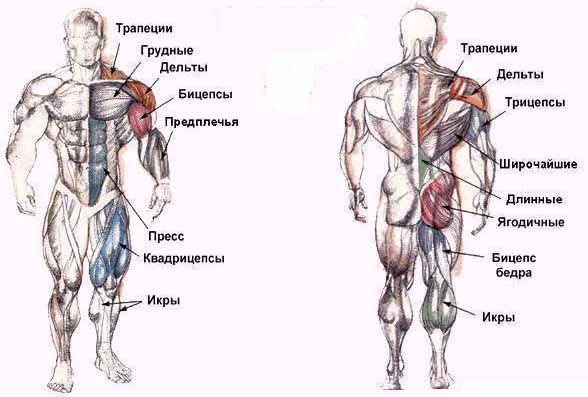 Трапеции
Грудные
Дельты
Бицепсы
Предплечья
Пресс
Квадрицепсы
Икры
Трапеции
Дельты
Трицепсы
Широчайшие
Длинные
Ягодичные
Бицепс
бедра
Икры